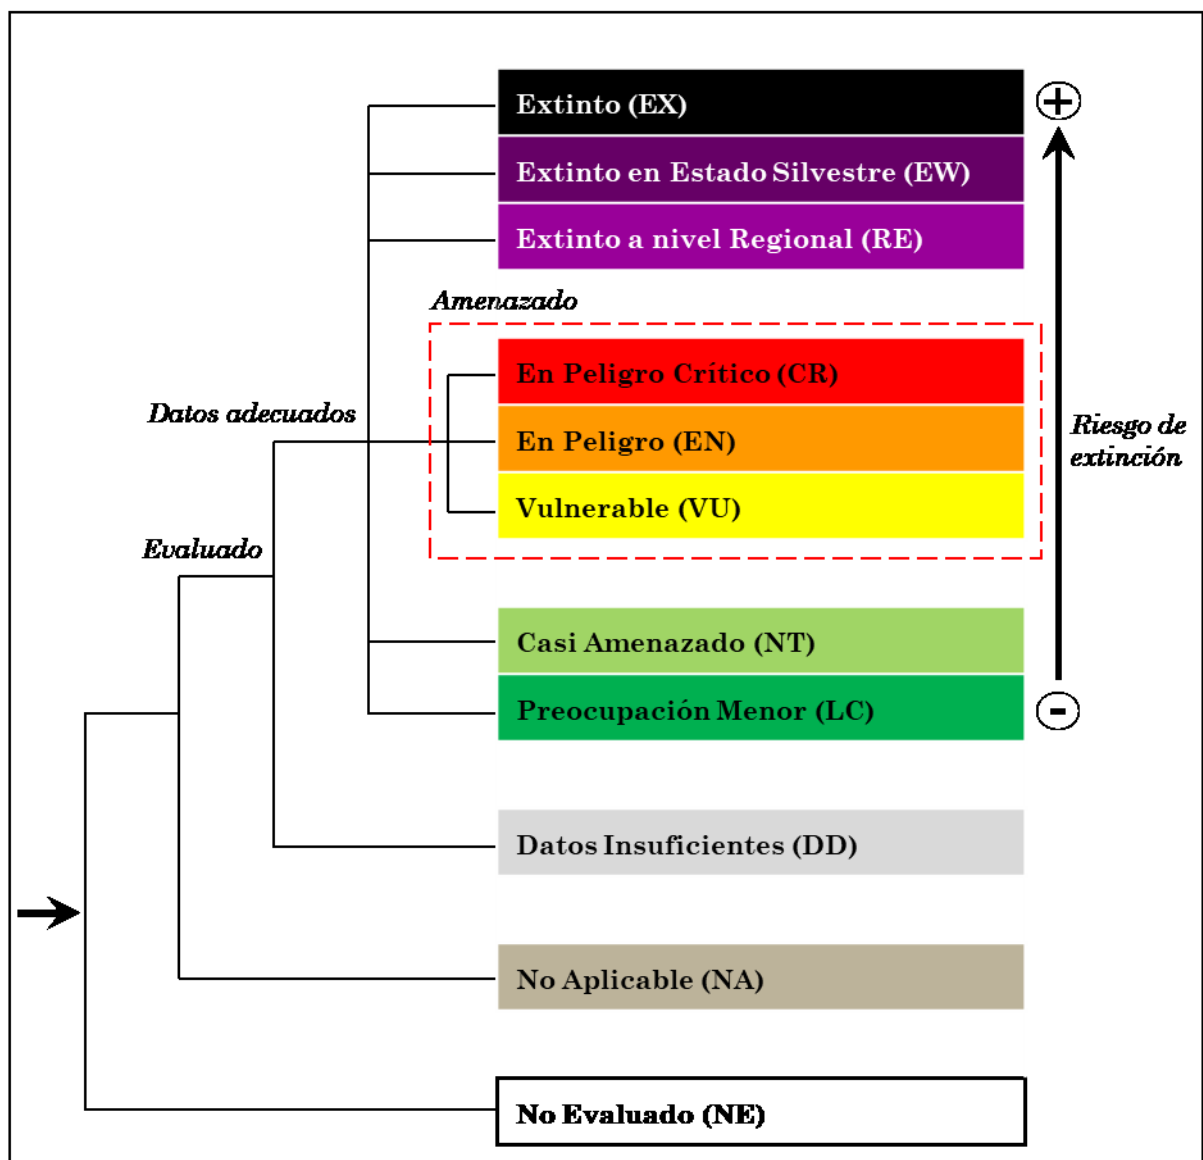 Extinto (EX)
+
Extinto en Estado Silvestre (EW)
Extinto a nivel Regional (RE)
Amenazado
En Peligro Crítico (CR)
Datos adecuados
En Peligro (EN)
Riesgo de
extinción
Vulnerable (VU)
Evaluado
Casi Amenazado (NT)
Preocupación Menor (LC)
-
Datos Insuficientes (DD)
No Aplicable (NA)
No Evaluado (NE)